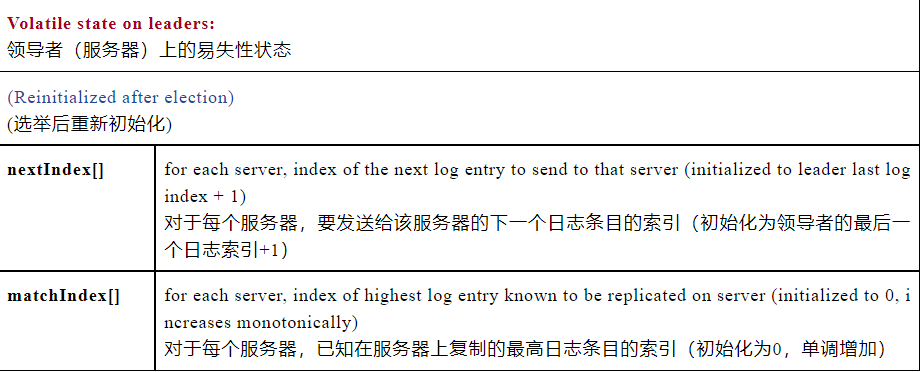 Volatile state on leaders:
领导者（服务器）上的易失性状态
(Reinitialized after election)
(选举后重新初始化)
nextIndex[]
for each server, index of the next log entry to send to that server (initialized to leader last log
index + 1)
对于每个服务器，要发送给该服务器的下一个日志条目的索引（初始化为领导者的最后一
个日志索引+1）
matchIndex[]
for each server, index of highest log entry known to be replicated on server (initialized to 0, i
ncreases monotonically)
对于每个服务器，已知在服务器上复制的最高日志条目的索引（初始化为0，单调增加）